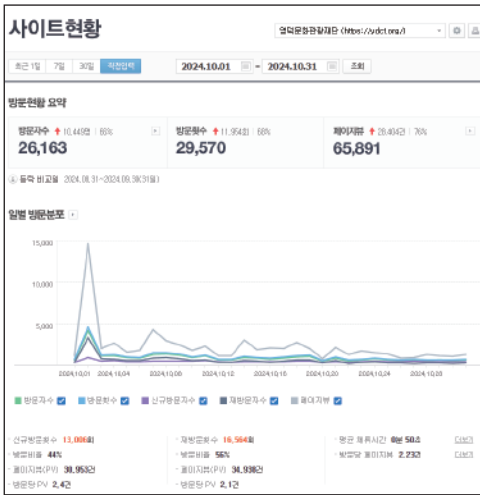 사이트현황
영덕문화관광재단 (https://ydct.org/)
최근 1일 7일 30일 직접입력 2024.10.01 - 2024.10.31 조회
방문현황 요약
방문자수 10,449명 | 66%
26,163
방문횟수 11,954회 | 68%
29,570
페이지뷰 28,404건 | 76%
65,891
등락 비교월 2024.08.31~2024.09.30(31일)
일별 방문분포
15,000
10,000
5,000
2024.10.01 2024.10.04 2024.10.08 2024.10.12 2024.10.16 2024.10.20 2024.10.24 2024.10.28
방문자수 방문횟수 신규방문자수 재방문자수 페이지뷰
· 신규방문횟수 13,006회 · 재방문횟수 16,564회 · 평균 체류시간 0분 50초 더보기
· 방문비율 44% · 방문비율 56% · 방문당 페이지뷰 2.23건 더보기
· 페이지뷰(PV) 30,953건 · 페이지뷰(PV) 34,938건
· 방문당 PV 2.4건 · 방문당 PV 2.1건